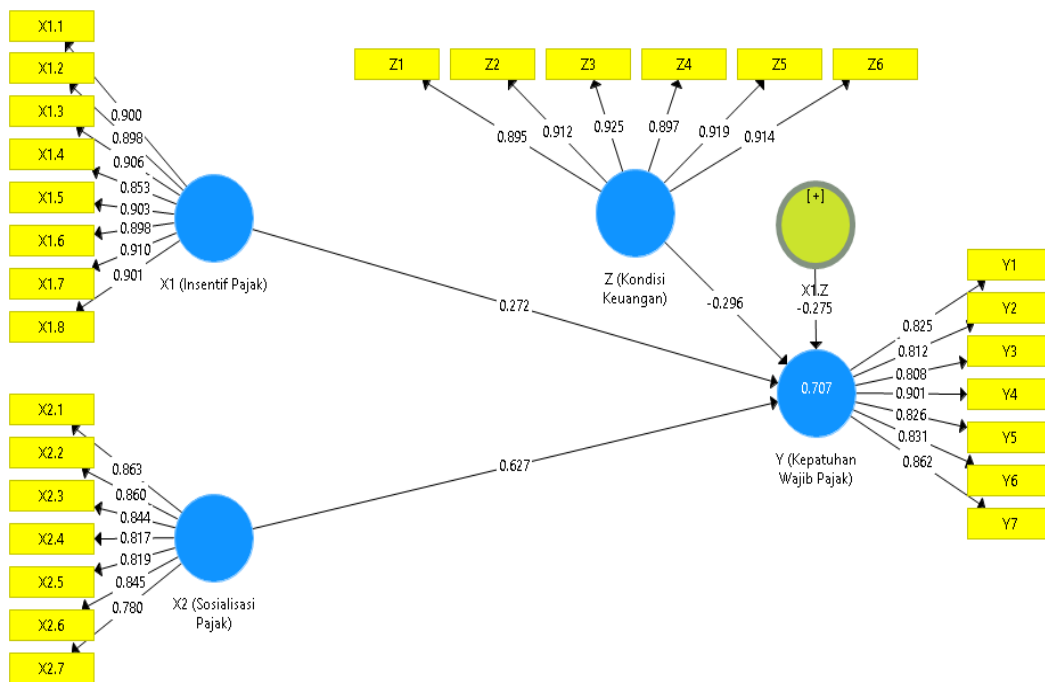 X1.1
X1.2
X1.3
X1.4
X1.5
X1.6
X1.7
X1.8
0.900
0.898
0.906
0.853
0.903
0.898
0.910
0.901
X1 (Insentif Pajak)
Z1
Z2
Z3
Z4
Z5
Z6
0.895
0.912
0.925
0.897
0.919
0.914
Z (Kondisi
Keuangan)
[+]
X1.Z
-0.275
-0.296
0.272
0.627
X2.1
X2.2
X2.3
X2.4
X2.5
X2.6
X2.7
0.863
0.860
0.844
0.817
0.819
0.845
0.780
X2 (Sosialisasi
Pajak)
0.707
Y (Kepatuhan
Wajib Pajak)
0.825
0.812
0.808
0.901
0.826
0.831
0.862
Y1
Y2
Y3
Y4
Y5
Y6
Y7